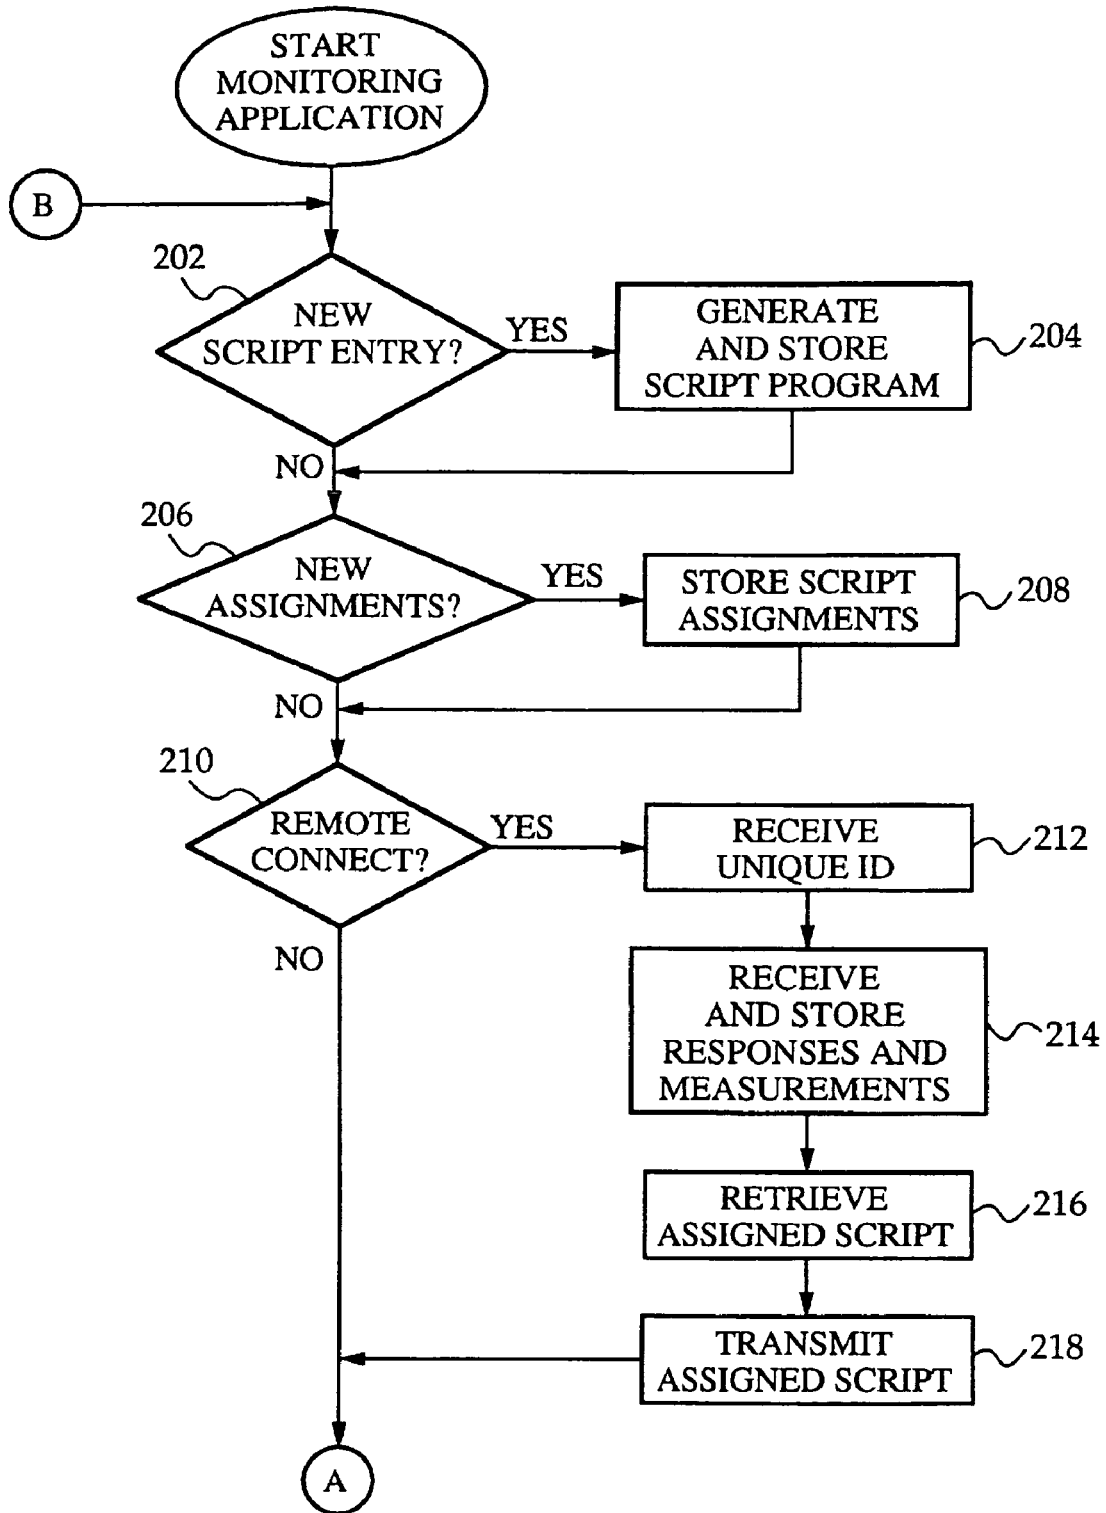 START
MONITORING
APPLICATION
B
202
NEW
SCRIPT ENTRY?
YES
GENERATE
AND STORE
SCRIPT PROGRAM
204
NO
206
NEW
ASSIGNMENTS?
YES
STORE SCRIPT
ASSIGNMENTS
208
NO
210
REMOTE
CONNECT?
YES
RECEIVE
UNIQUE ID
212
NO
RECEIVE
AND STORE
RESPONSES AND
MEASUREMENTS
214
RETRIEVE
ASSIGNED SCRIPT
216
TRANSMIT
ASSIGNED SCRIPT
218
A